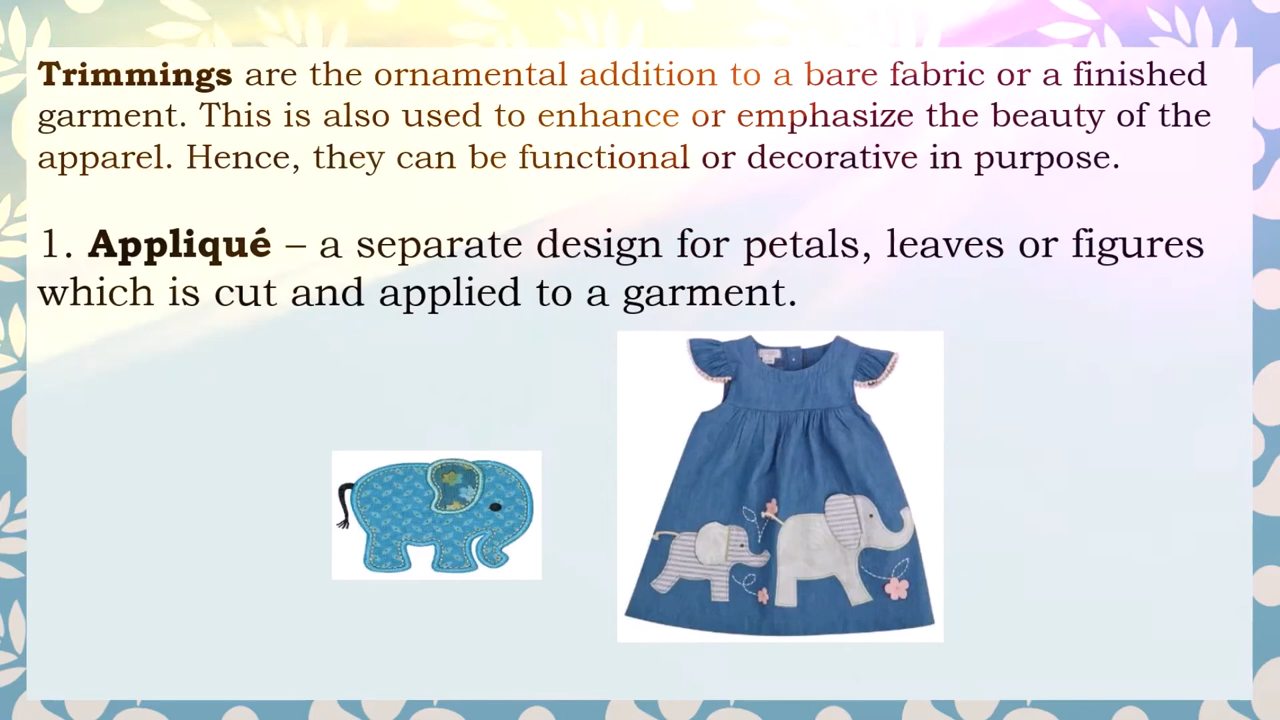 Trimmings are the ornamental addition to a bare fabric or a finished
garment. This is also used to enhance or emphasize the beauty of the
apparel. Hence, they can be functional or decorative in purpose.
1. Appliqué – a separate design for petals, leaves or figures
which is cut and applied to a garment.